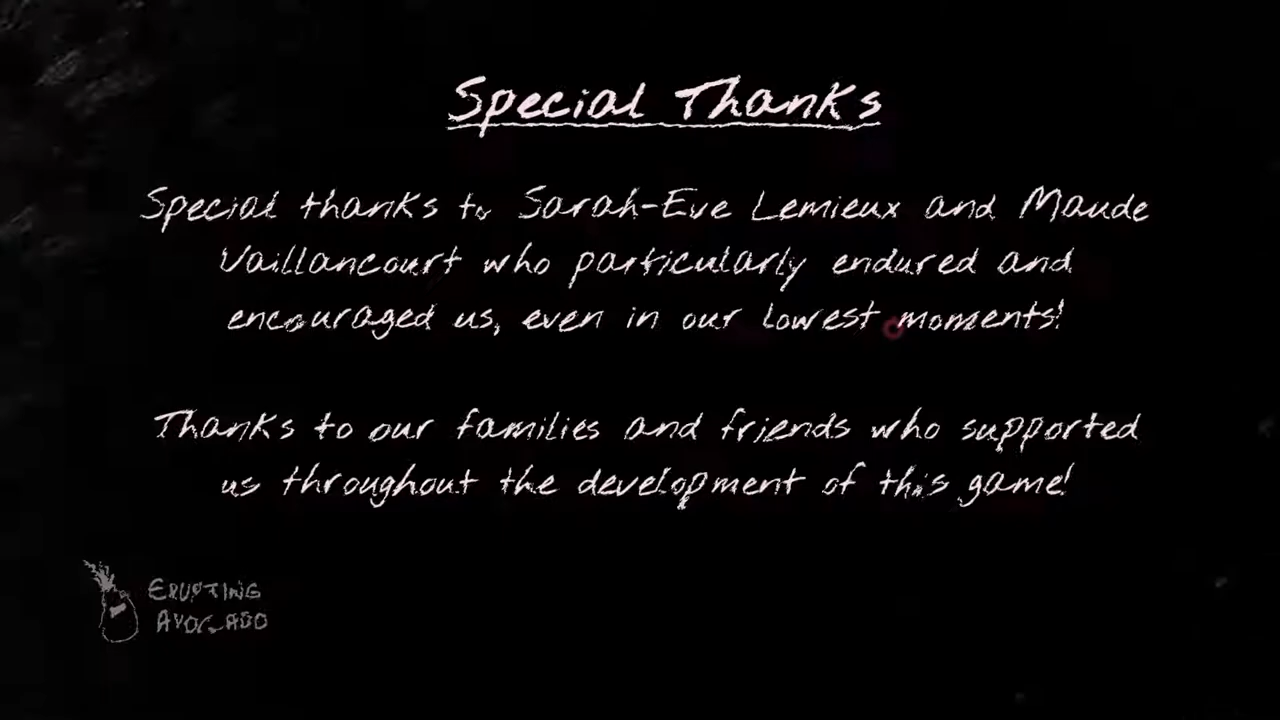 Special Thanks
Special thanks to Sarah-Eve Lemieux and Maude
Vaillancourt who particularly endured and
encouraged us, even in our lowest moments!
Thanks to our families and friends who supported
us throughout the development of this game!
ERUPTING
AVOCADO